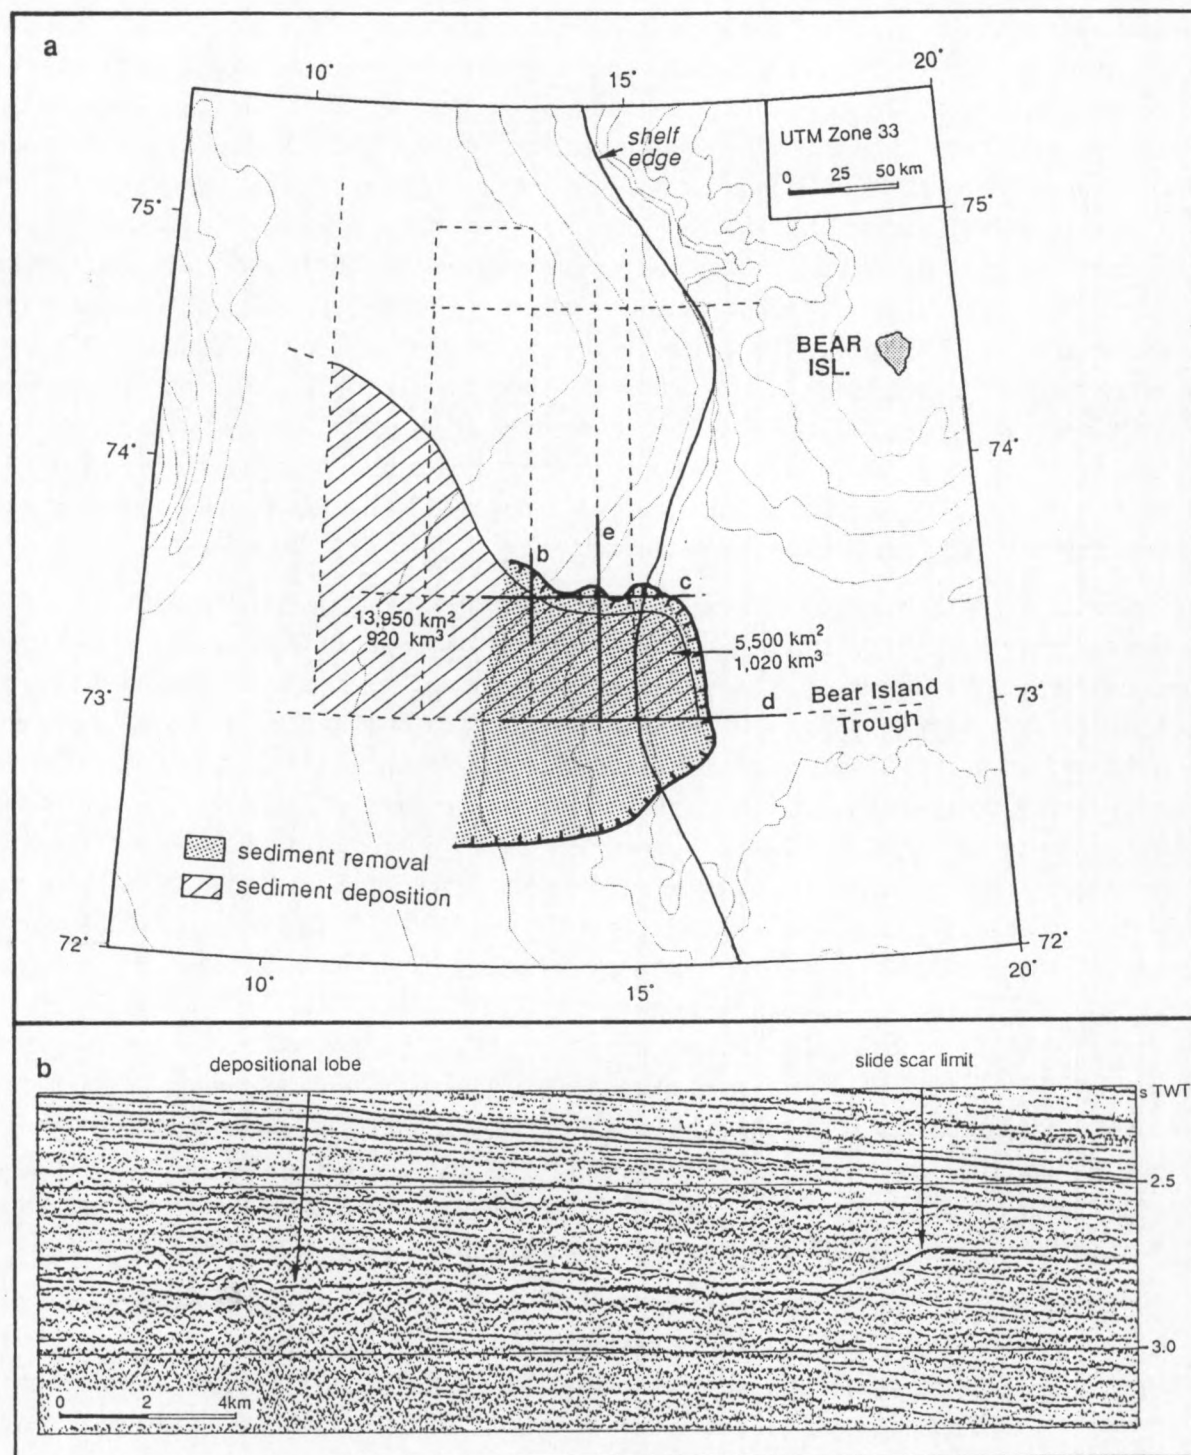 a
10°
15°
20°
shelf
edge
UTM Zone 33
0 25 50 km
75°
75°
BEAR
ISL.
74°
74°
b
e
c
13,950 km²
920 km³
5,500 km²
1,020 km³
73°
73°
d
Bear Island
Trough
sediment removal
sediment deposition
72°
72°
10°
15°
20°
b
depositional lobe
slide scar limit
s TWT
2.5
3.0
0 2 4km